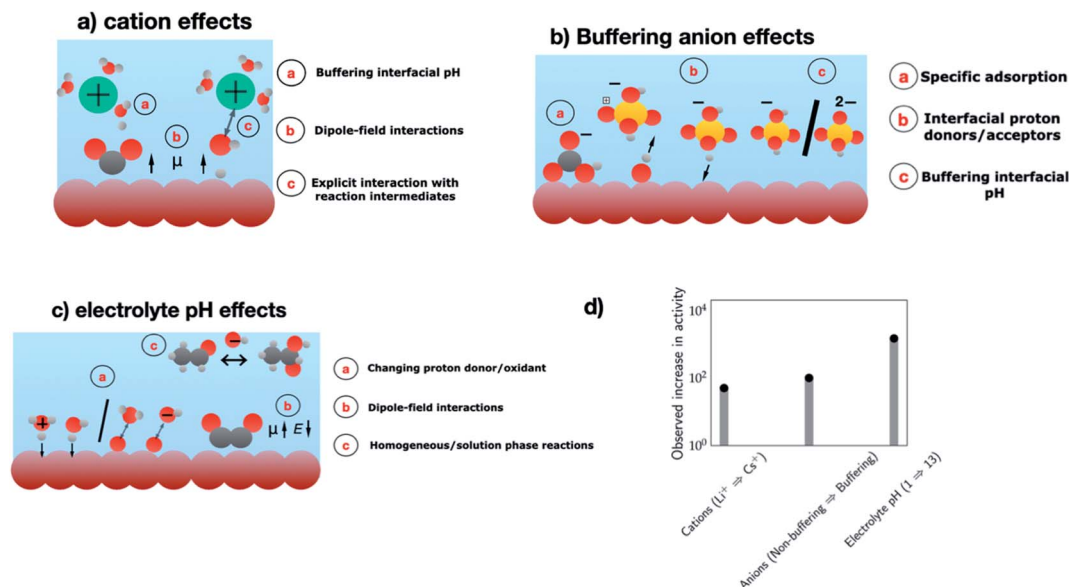 a) cation effects
a Buffering interfacial pH
b Dipole-field interactions
c Explicit interaction with
reaction intermediates
+
+
a
b
c
μ
b) Buffering anion effects
a Specific adsorption
b Interfacial proton
donors/acceptors
c Buffering interfacial
pH
a
b
c
−
−
−
−
2−
+
c) electrolyte pH effects
a Changing proton donor/oxidant
b Dipole-field interactions
c Homogeneous/solution phase reactions
c
a
b
μ E
+
−
−
d)
Observed increase in activity
10⁴
10²
10⁰
Cations (Li⁺ ⇒ Cs⁺)
Anions (Non-buffering ⇒ Buffering)
Electrolyte pH (1 ⇒ 13)